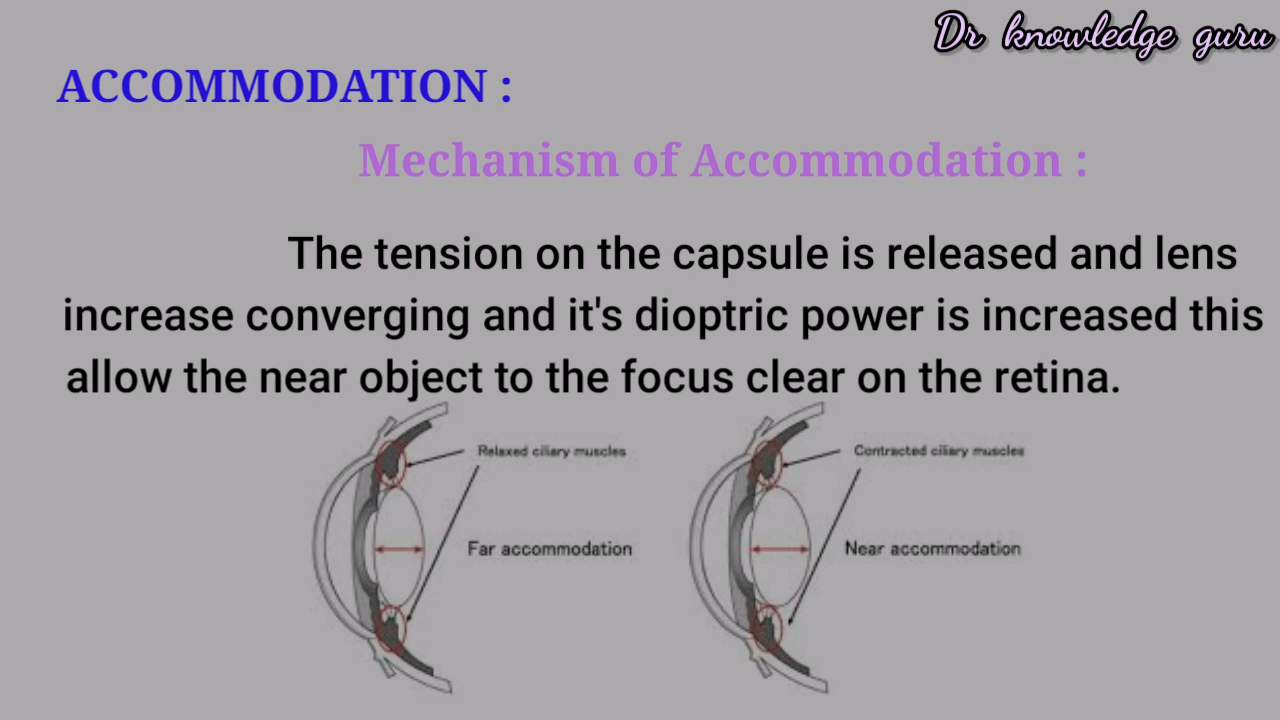 Dr knowledge guru
ACCOMMODATION :
Mechanism of Accommodation :
The tension on the capsule is released and lens
increase converging and it's dioptric power is increased this
allow the near object to the focus clear on the retina.
Relaxed ciliary muscles
Far accommodation
Contracted ciliary muscles
Near accommodation